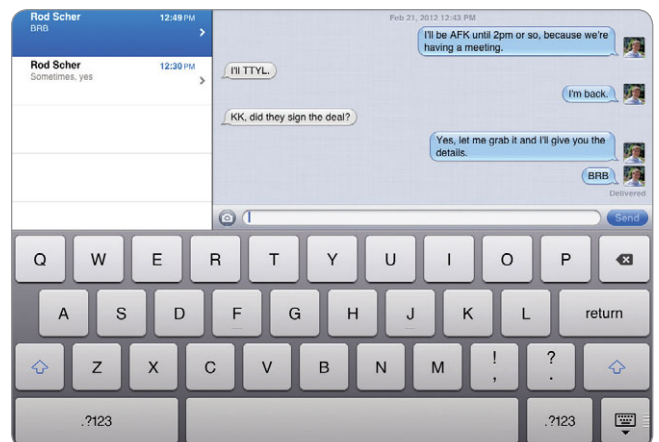 Rod Scher 12:49 PM
BRB
Rod Scher 12:30 PM
Sometimes, yes
Feb 21, 2012 12:43 PM
I'll be AFK until 2pm or so, because we're
having a meeting.
I'll TTYL.
I'm back.
KK, did they sign the deal?
Yes, let me grab it and I'll give you the
details.
BRB
Delivered
Send
Q W E R T Y U I O P
A S D F G H J K L return
Z X C V B N M ! , ? .
.?123 .?123